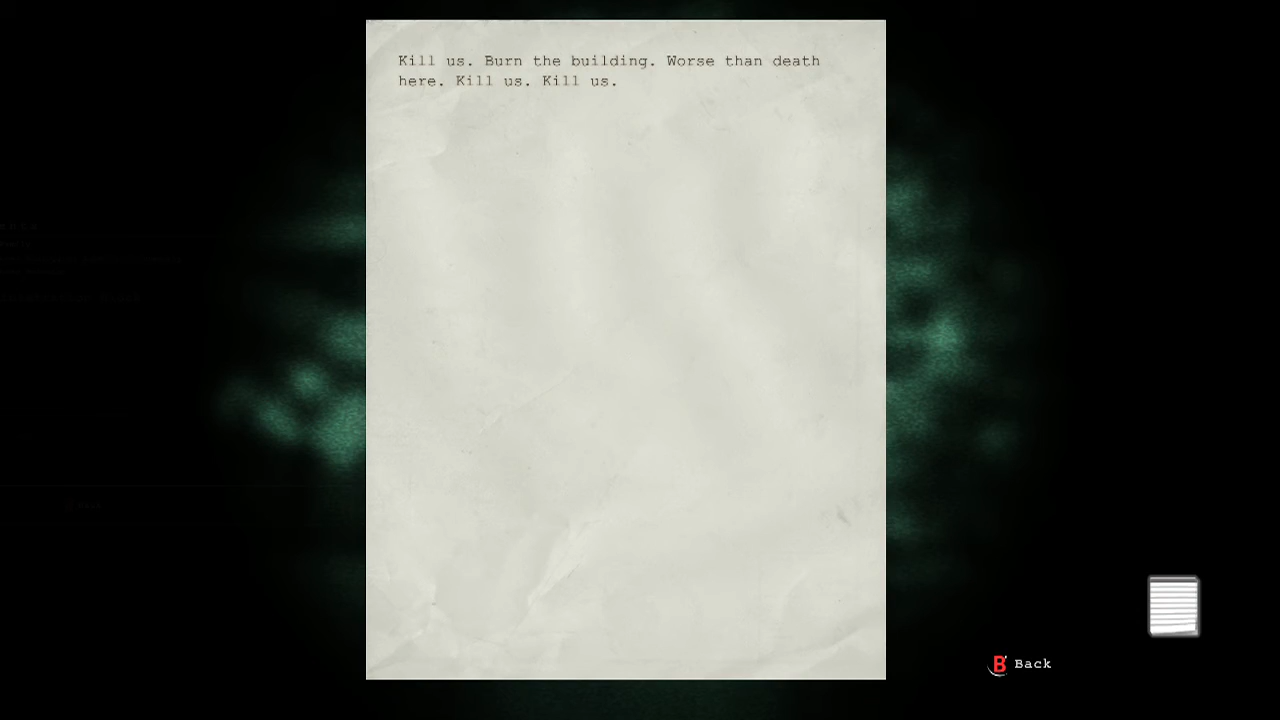 Kill us. Burn the building. Worse than death
here. Kill us. Kill us.
B Back